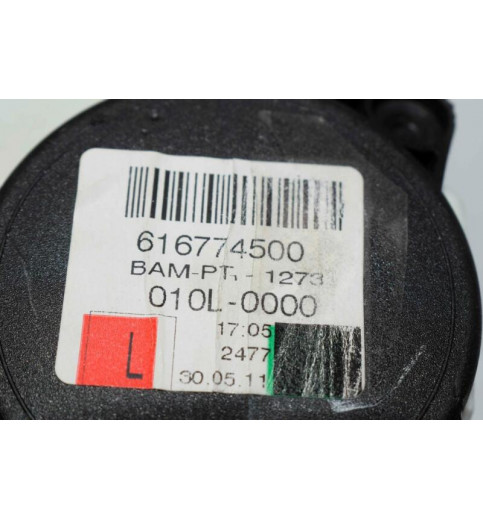 616774500
BAM-PT. - 1273
010L-0000
17:05
L
2477
30.05.11